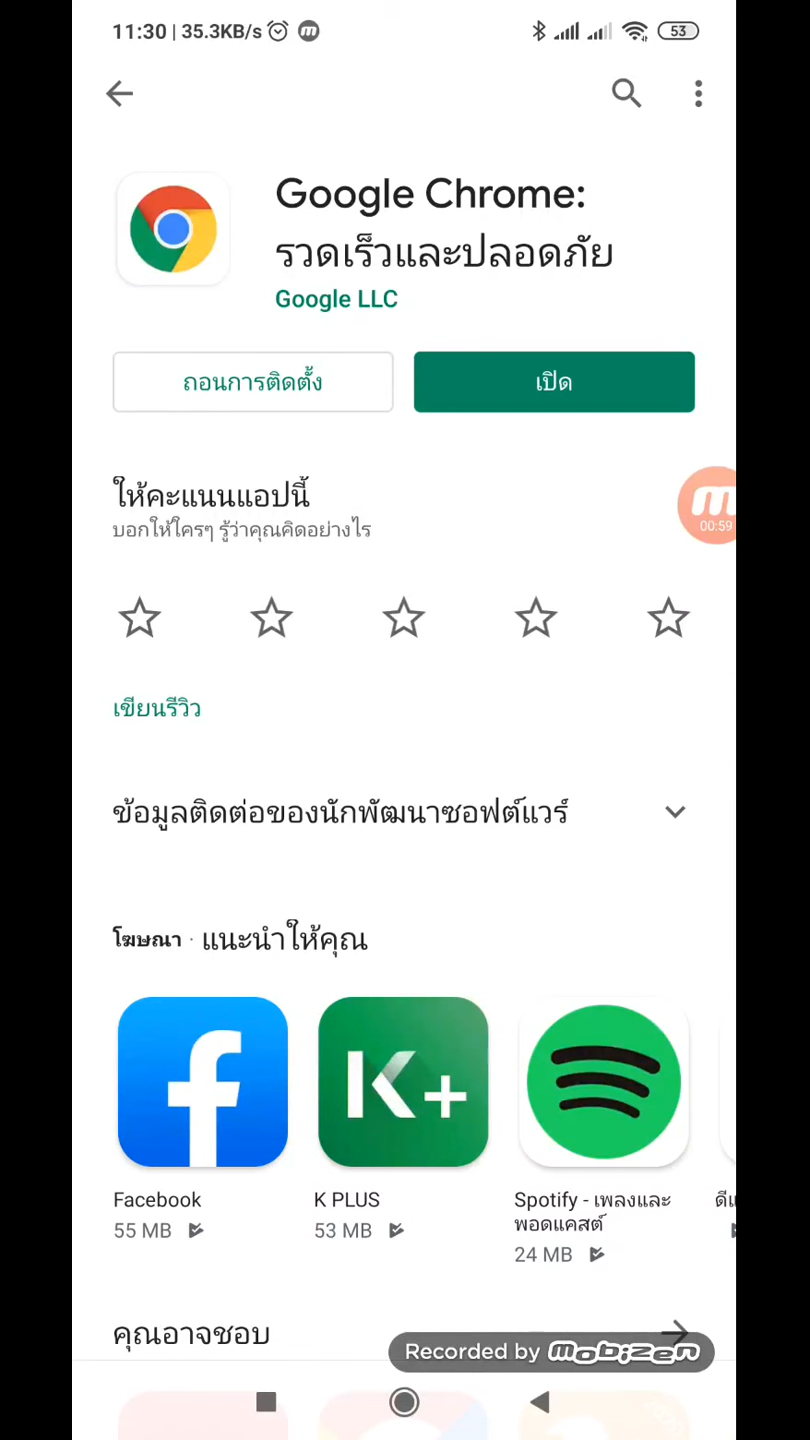 11:30 | 35.3KB/s
53
Google Chrome:
รวดเร็วและปลอดภัย
Google LLC
ถอนการติดตั้ง
เปิด
ให้คะแนนแอปนี้
บอกให้ใครๆ รู้ว่าคุณคิดอย่างไร
00:59
เขียนรีวิว
ข้อมูลติดต่อของนักพัฒนาซอฟต์แวร์
โฆษณา · แนะนำให้คุณ
K+
Facebook
55 MB
K PLUS
53 MB
Spotify - เพลงและ
พอดแคสต์
24 MB
คุณอาจชอบ
Recorded by mobizen